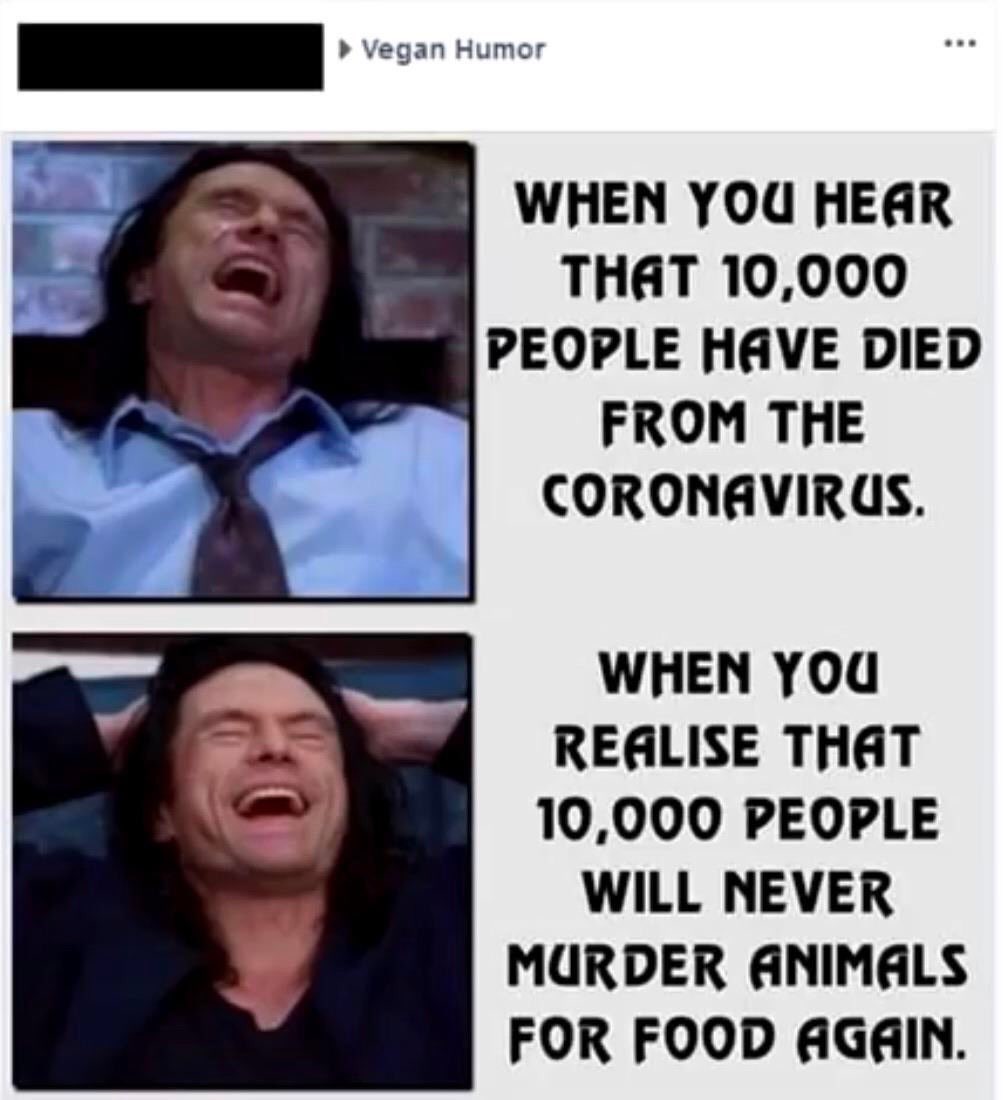 Vegan Humor
WHEN YOU HEAR
THAT 10,000
PEOPLE HAVE DIED
FROM THE
CORONAVIRUS.
WHEN YOU
REALISE THAT
10,000 PEOPLE
WILL NEVER
MURDER ANIMALS
FOR FOOD AGAIN.